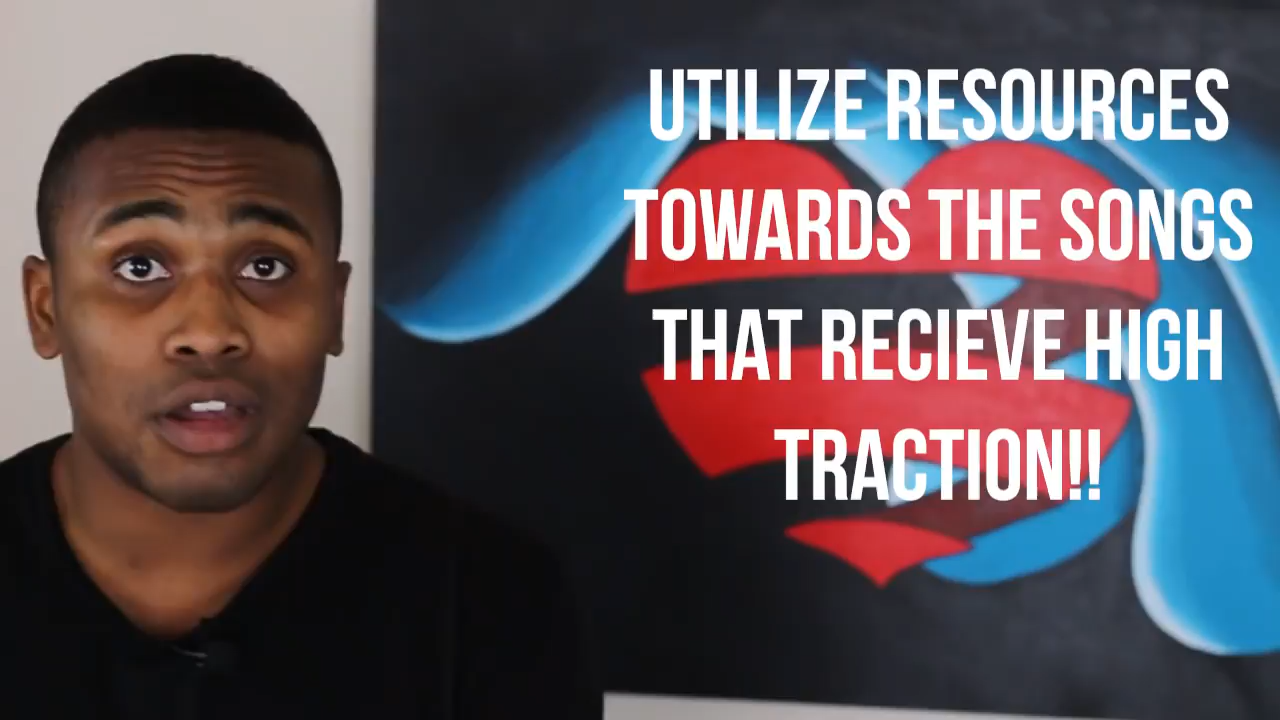 UTILIZE RESOURCES
TOWARDS THE SONGS
THAT RECIEVE HIGH
TRACTION!!